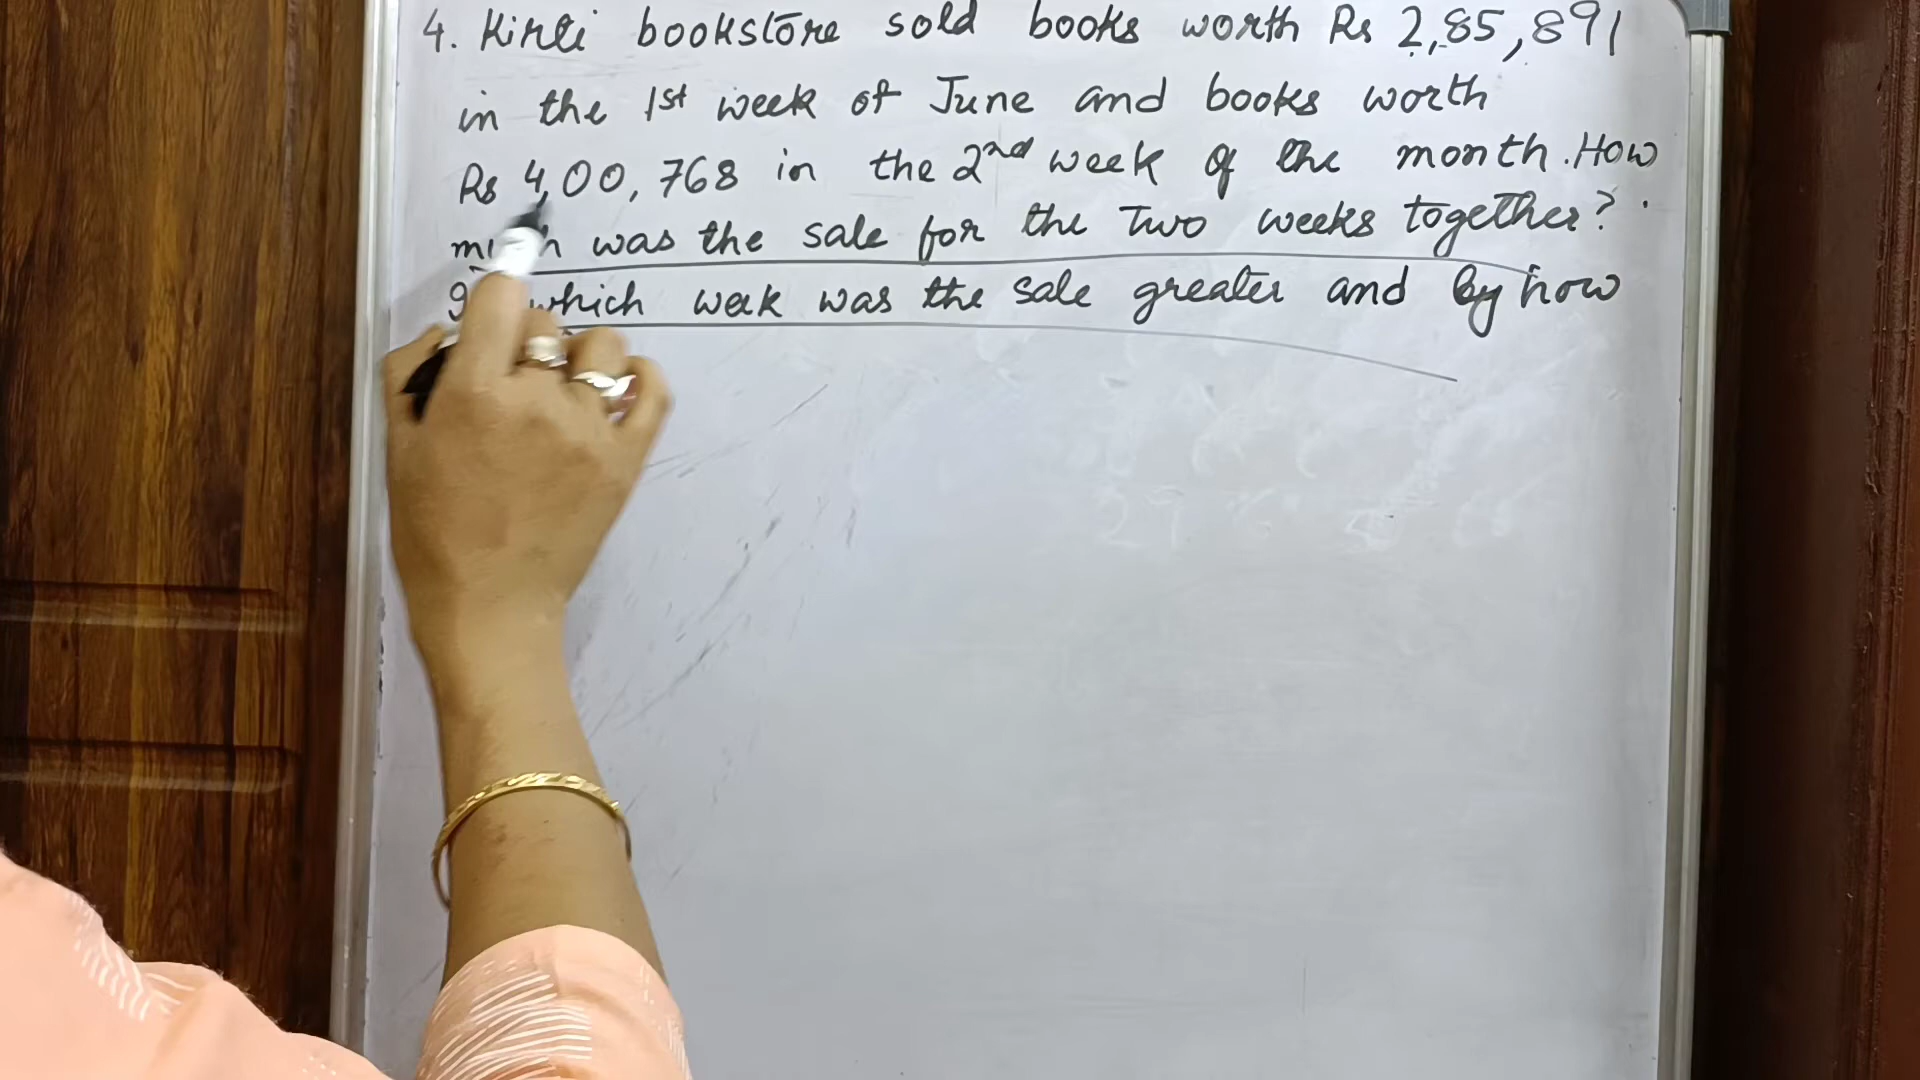 4. Kirti bookstore sold books worth Rs 2,85,891
in the 1st week of June and books worth
Rs 4,00,768 in the 2nd week of the month. How
was the sale for the two weeks together?
which week was the sale greater and by how